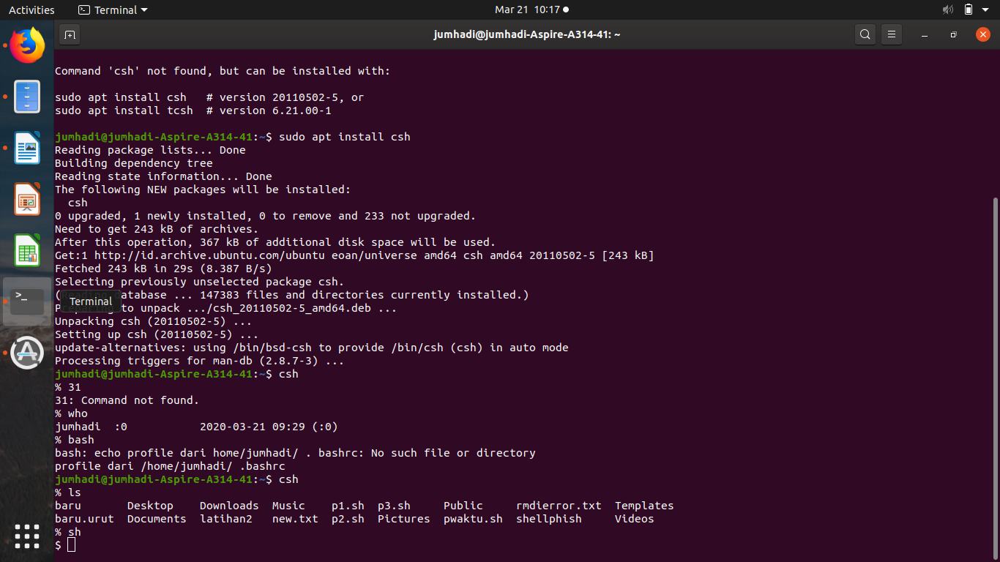 Activities Terminal Mar 21 10:17
jumhadi@jumhadi-Aspire-A314-41: ~
Command 'csh' not found, but can be installed with:
sudo apt install csh   # version 20110502-5, or
sudo apt install tcsh  # version 6.21.00-1
jumhadi@jumhadi-Aspire-A314-41:~$ sudo apt install csh
Reading package lists... Done
Building dependency tree
Reading state information... Done
The following NEW packages will be installed:
  csh
0 upgraded, 1 newly installed, 0 to remove and 233 not upgraded.
Need to get 243 kB of archives.
After this operation, 367 kB of additional disk space will be used.
Get:1 http://id.archive.ubuntu.com/ubuntu eoan/universe amd64 csh amd64 20110502-5 [243 kB]
Fetched 243 kB in 29s (8.387 B/s)
Selecting previously unselected package csh.
(Reading database ... 147383 files and directories currently installed.)
Terminal
Preparing to unpack .../csh_20110502-5_amd64.deb ...
Unpacking csh (20110502-5) ...
Setting up csh (20110502-5) ...
update-alternatives: using /bin/bsd-csh to provide /bin/csh (csh) in auto mode
Processing triggers for man-db (2.8.7-3) ...
jumhadi@jumhadi-Aspire-A314-41:~$ csh
% 31
31: Command not found.
% who
jumhadi  :0           2020-03-21 09:29 (:0)
% bash
bash: echo profile dari home/jumhadi/ . bashrc: No such file or directory
profile dari /home/jumhadi/ .bashrc
jumhadi@jumhadi-Aspire-A314-41:~$ csh
% ls
baru       Desktop    Downloads  Music    p1.sh  p3.sh     Public     rmdierror.txt  Templates
baru.urut  Documents  latihan2   new.txt  p2.sh  Pictures  pwaktu.sh  shellphish     Videos
% sh
$